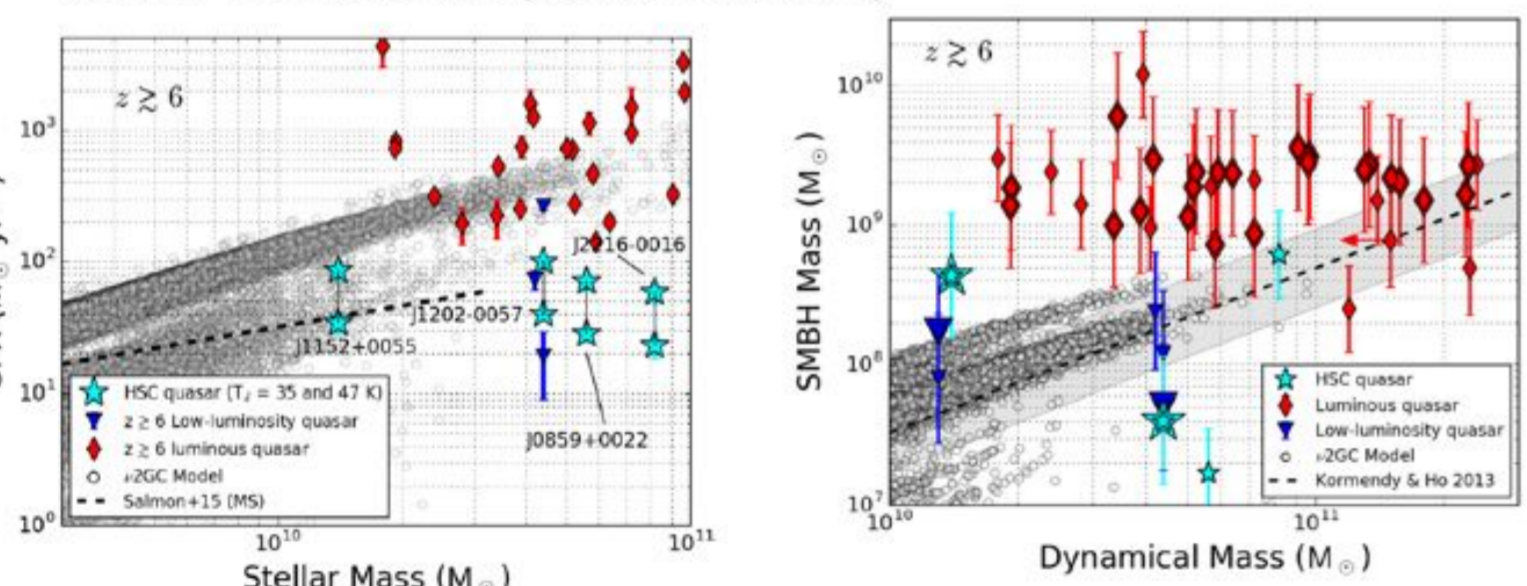 z ≳ 6
10³
10²
10¹
10⁰
J2216-0016
J1202-0057
J1152+0055
J0859+0022
HSC quasar (T_d = 35 and 47 K)
z ≥ 6 Low-luminosity quasar
z ≥ 6 luminous quasar
ν2GC Model
Salmon+15 (MS)
10¹⁰
10¹¹
Stellar Mass (M☉)
z ≳ 6
SMBH Mass (M☉)
10¹⁰
10⁹
10⁸
10⁷
HSC quasar
Luminous quasar
Low-luminosity quasar
ν2GC Model
Kormendy & Ho 2013
10¹⁰
10¹¹
Dynamical Mass (M☉)